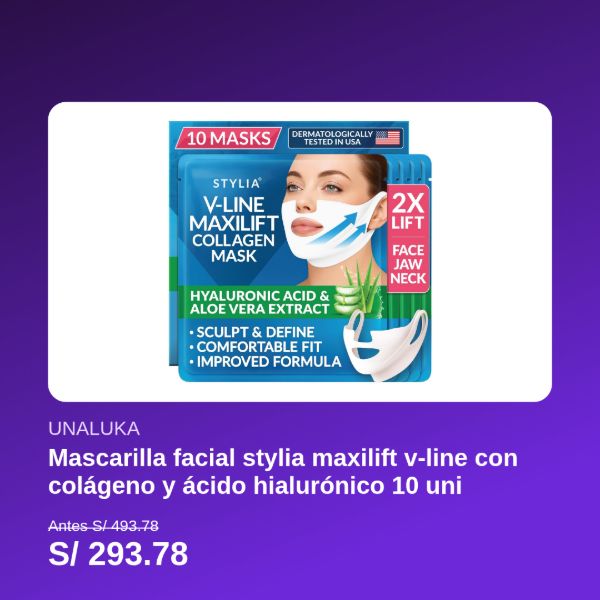 10 MASKS
DERMATOLOGICALLY
TESTED IN USA
STYLIA®
V-LINE
MAXILIFT
COLLAGEN
MASK
2X
LIFT
FACE
JAW
NECK
HYALURONIC ACID &
ALOE VERA EXTRACT
• SCULPT & DEFINE
• COMFORTABLE FIT
• IMPROVED FORMULA
UNALUKA
Mascarilla facial stylia maxilift v-line con
colágeno y ácido hialurónico 10 uni
Antes S/ 493.78
S/ 293.78